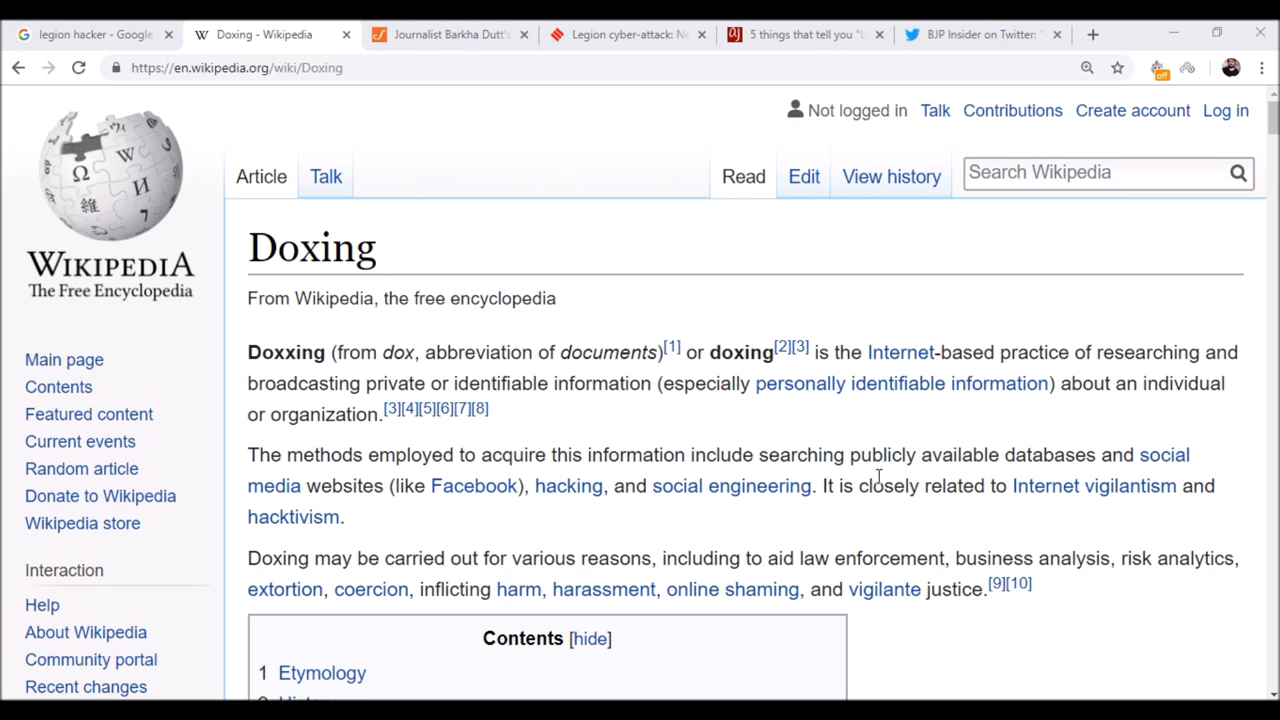 legion hacker - Google
Doxing - Wikipedia
Journalist Barkha Dutt's
Legion cyber-attack: Ne
5 things that tell you "L
BJP Insider on Twitter: "
https://en.wikipedia.org/wiki/Doxing
off
Not logged in Talk Contributions Create account Log in
Article Talk Read Edit View history Search Wikipedia
Ω W И 維
WIKIPEDIA
The Free Encyclopedia
Main page
Contents
Featured content
Current events
Random article
Donate to Wikipedia
Wikipedia store
Interaction
Help
About Wikipedia
Community portal
Recent changes
Doxing
From Wikipedia, the free encyclopedia
Doxxing (from dox, abbreviation of documents)[1] or doxing[2][3] is the Internet-based practice of researching and
broadcasting private or identifiable information (especially personally identifiable information) about an individual
or organization.[3][4][5][6][7][8]
The methods employed to acquire this information include searching publicly available databases and social
media websites (like Facebook), hacking, and social engineering. It is closely related to Internet vigilantism and
hacktivism.
Doxing may be carried out for various reasons, including to aid law enforcement, business analysis, risk analytics,
extortion, coercion, inflicting harm, harassment, online shaming, and vigilante justice.[9][10]
Contents [hide]
1 Etymology